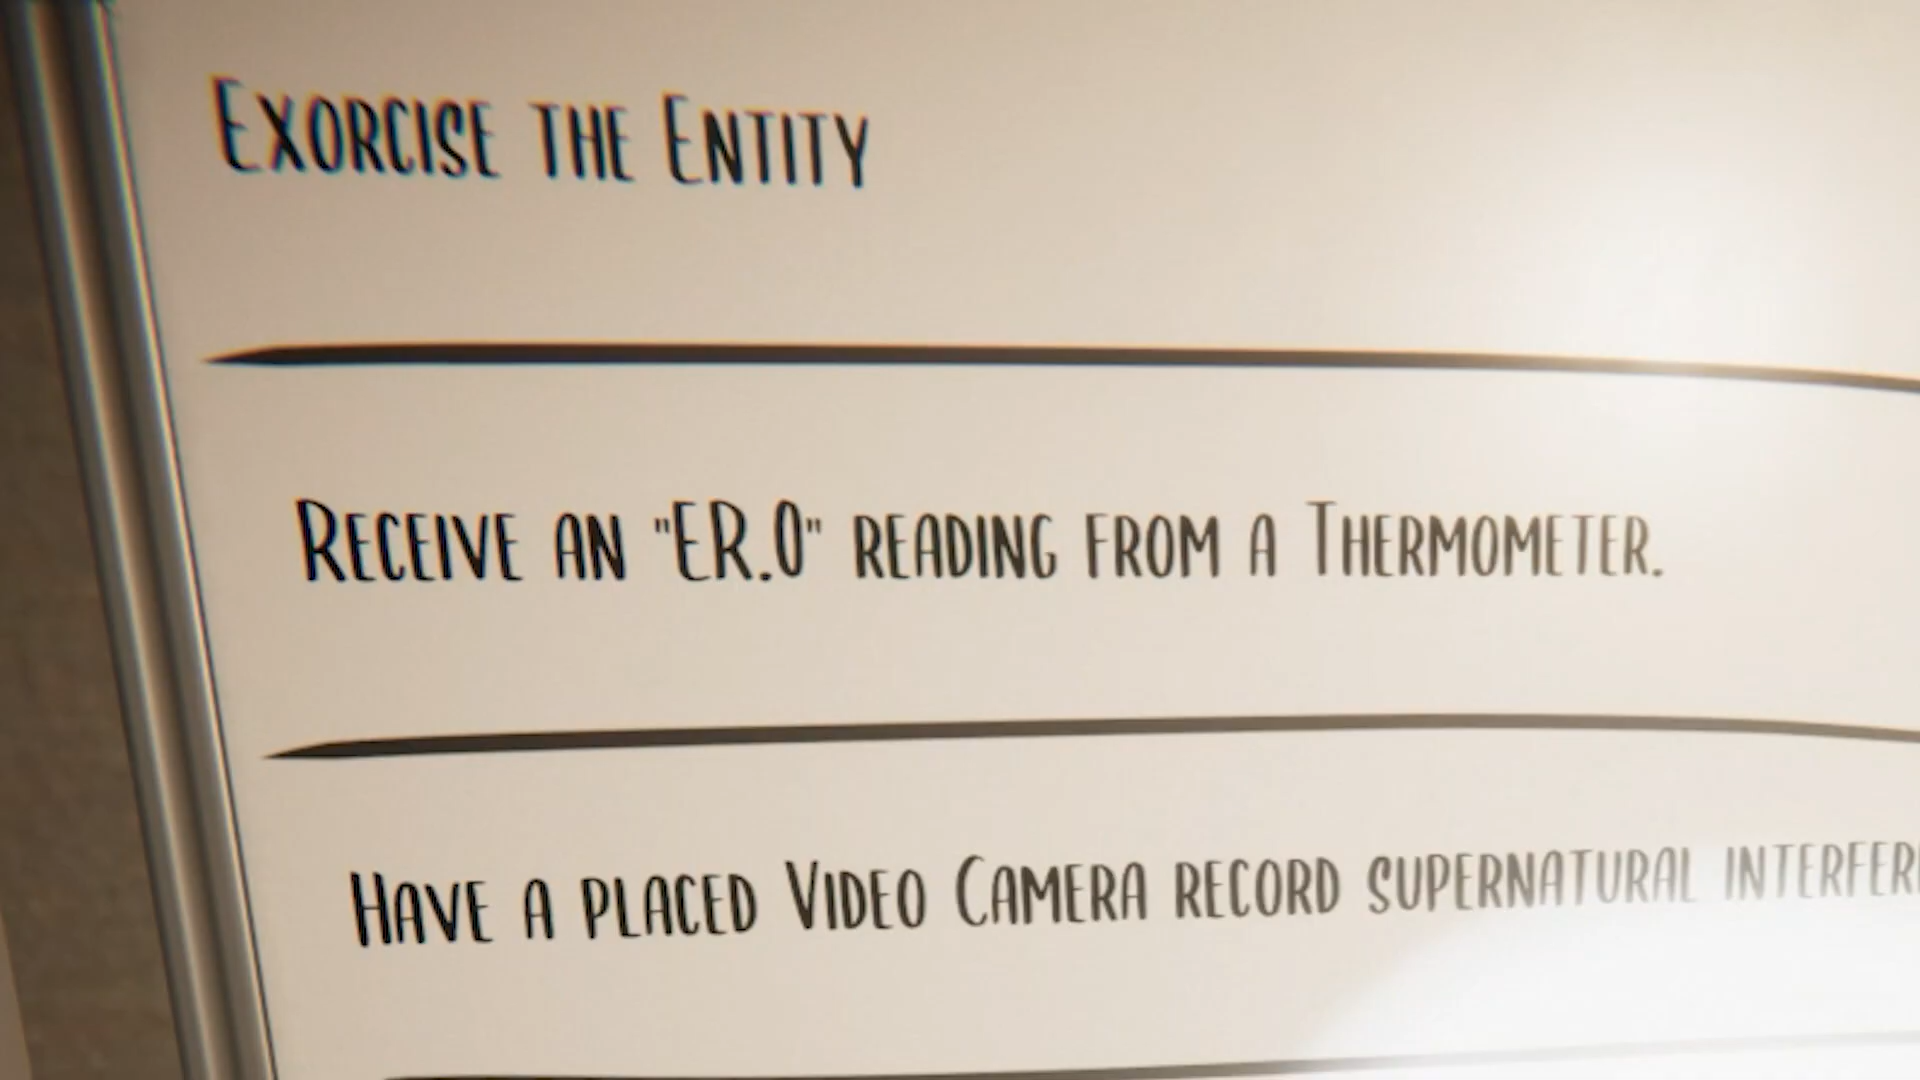 Exorcise the Entity
Receive an "ER.0" reading from a Thermometer.
Have a placed Video Camera record supernatural